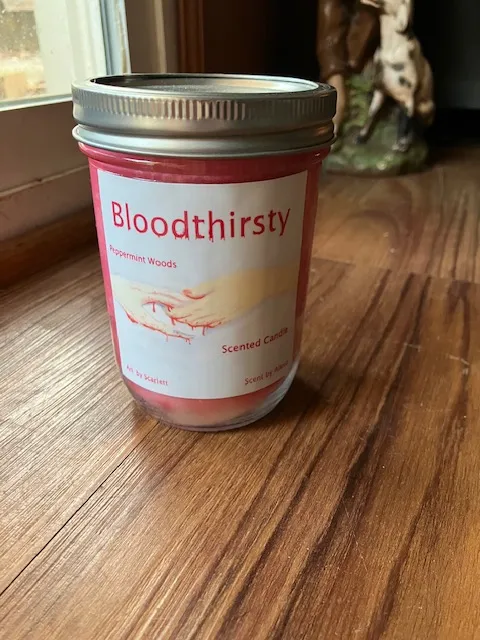 Bloodthirsty
Peppermint Woods
Scented Candle
Art by Scarlett
Scent by